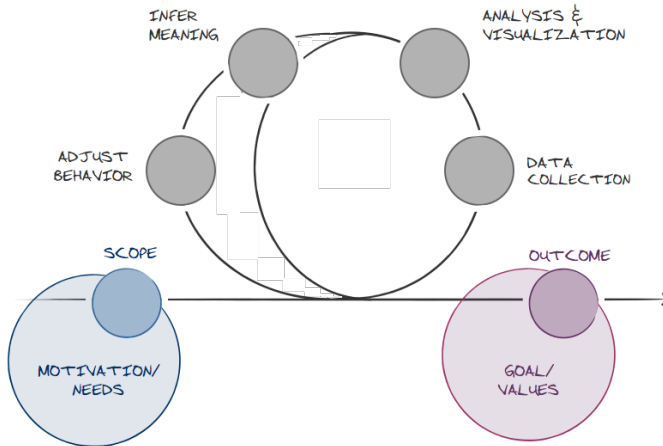 INFER
MEANING
ANALYSIS &
VISUALIZATION
ADJUST
BEHAVIOR
DATA
COLLECTION
SCOPE
OUTCOME
MOTIVATION/
NEEDS
GOAL/
VALUES